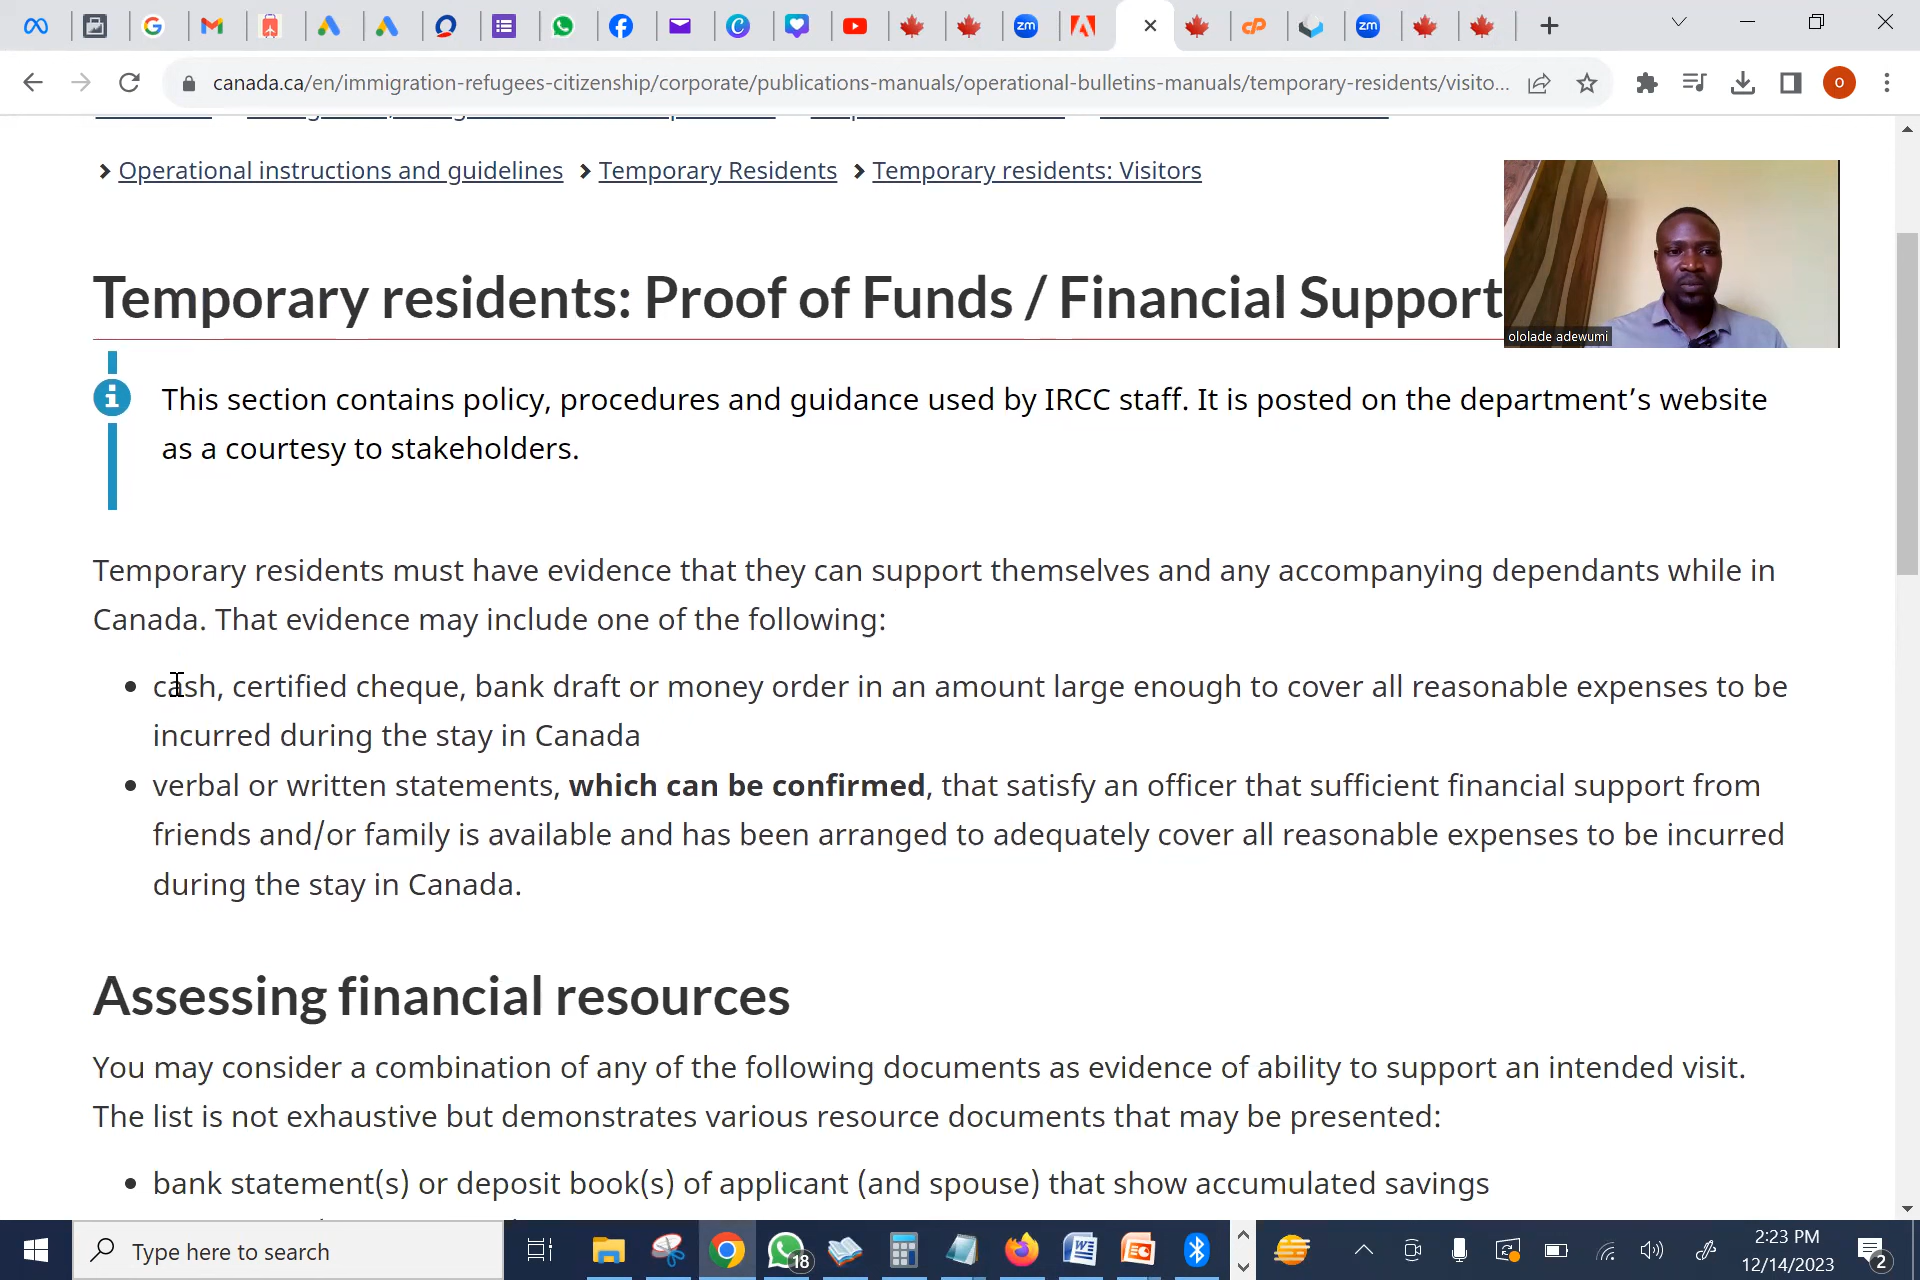 canada.ca/en/immigration-refugees-citizenship/corporate/publications-manuals/operational-bulletins-manuals/temporary-residents/visito...
Operational instructions and guidelines Temporary Residents Temporary residents: Visitors
Temporary residents: Proof of Funds / Financial Support
ololade adewumi
This section contains policy, procedures and guidance used by IRCC staff. It is posted on the department’s website
as a courtesy to stakeholders.
Temporary residents must have evidence that they can support themselves and any accompanying dependants while in
Canada. That evidence may include one of the following:
• cash, certified cheque, bank draft or money order in an amount large enough to cover all reasonable expenses to be
incurred during the stay in Canada
• verbal or written statements, which can be confirmed, that satisfy an officer that sufficient financial support from
friends and/or family is available and has been arranged to adequately cover all reasonable expenses to be incurred
during the stay in Canada.
Assessing financial resources
You may consider a combination of any of the following documents as evidence of ability to support an intended visit.
The list is not exhaustive but demonstrates various resource documents that may be presented:
• bank statement(s) or deposit book(s) of applicant (and spouse) that show accumulated savings
Type here to search
18
2:23 PM
12/14/2023
2